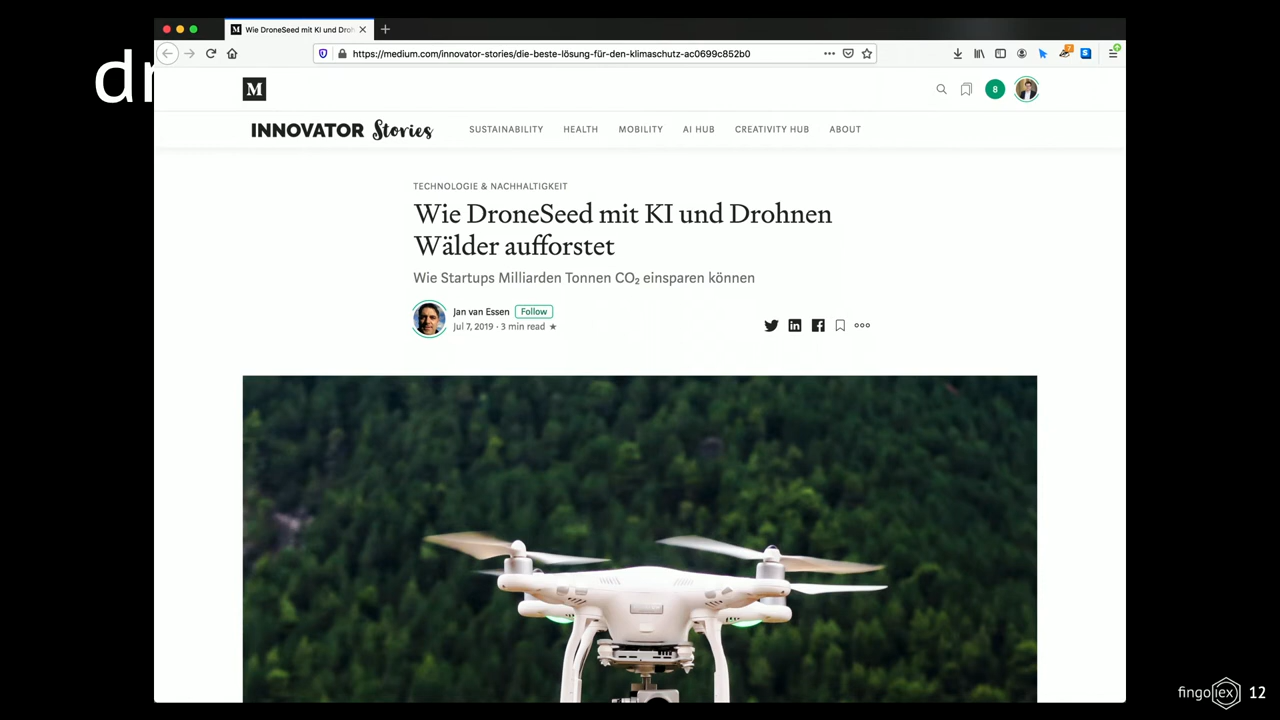 dr
Wie DroneSeed mit KI und Droh
https://medium.com/innovator-stories/die-beste-lösung-für-den-klimaschutz-ac0699c852b0
7
S
M
8
INNOVATOR Stories
SUSTAINABILITY
HEALTH
MOBILITY
AI HUB
CREATIVITY HUB
ABOUT
TECHNOLOGIE & NACHHALTIGKEIT
Wie DroneSeed mit KI und Drohnen
Wälder aufforstet
Wie Startups Milliarden Tonnen CO₂ einsparen können
Jan van Essen Follow
Jul 7, 2019 · 3 min read ★
fingolex 12